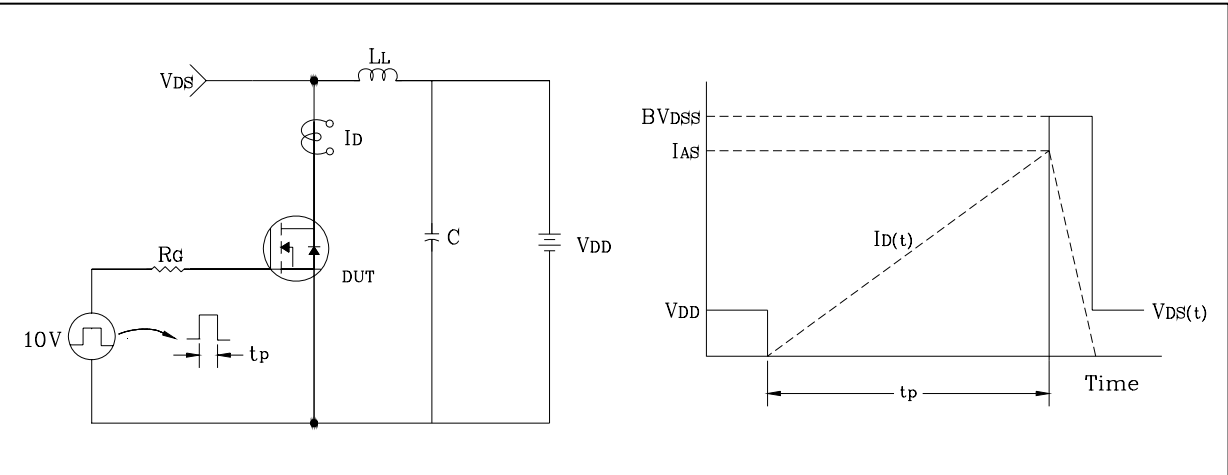 VDS
LL
ID
RG
DUT
C
VDD
10V
tp
BVDSS
IAS
ID(t)
VDD
VDS(t)
Time
tp